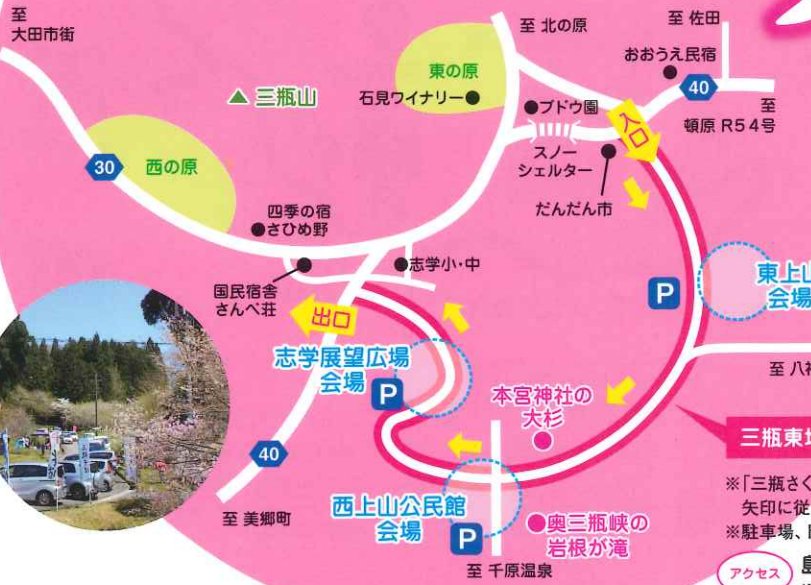 至
大田市街
至 北の原
至 佐田
おおうえ民宿
40
至
頓原 R54号
東の原
石見ワイナリー
▲ 三瓶山
ブドウ園
入口
スノー
シェルター
だんだん市
30
西の原
四季の宿
さひめ野
国民宿舎
さんべ荘
志学小・中
出口
P
東上山
会場
志学展望広場
会場
P
至 八神
本宮神社の
大杉
40
至 美郷町
西上山公民館
会場
P
奥三瓶峡の
岩根が滝
至 千原温泉
三瓶東
※「三瓶さく
矢印に従
※駐車場、
アクセス